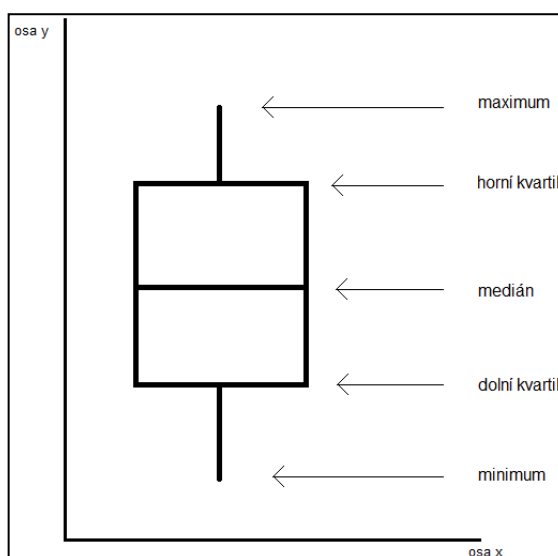 osa y
maximum
horní kvartil
medián
dolní kvartil
minimum
osa x